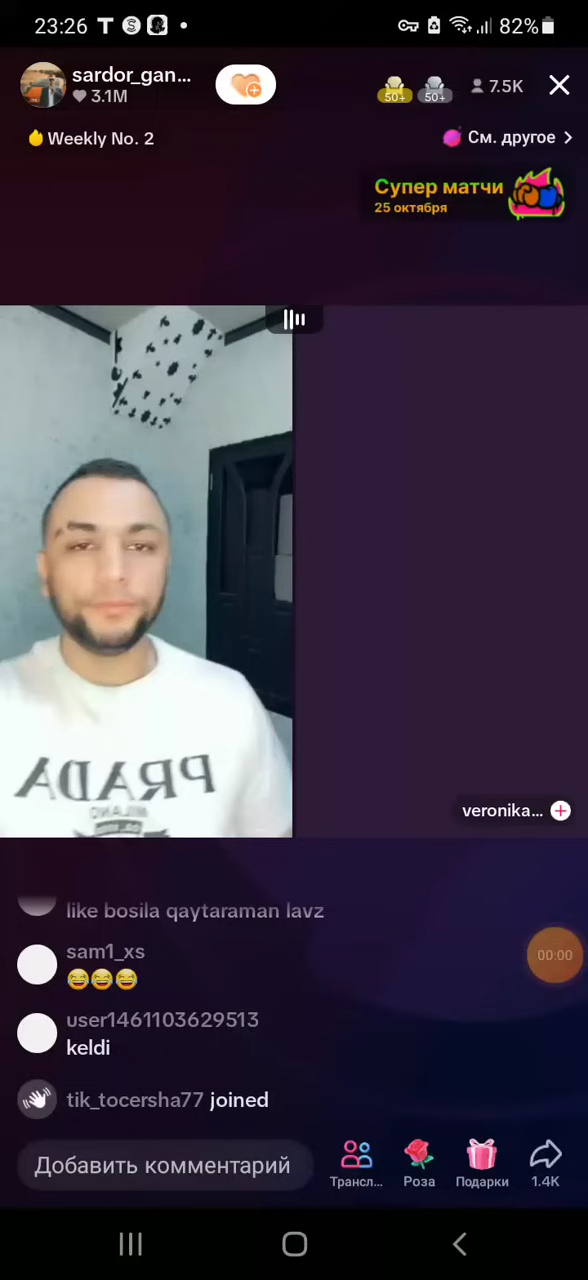 23:26
82%
sardor_gan...
3.1M
50+
50+
7.5K
Weekly No. 2
См. другое
Супер матчи
25 октября
PRADA
MILANO
veronika...
like bosila qaytaraman lavz
sam1_xs
😂😂😂
user1461103629513
keldi
00:00
tik_tocersha77 joined
Добавить комментарий
Трансл...
Роза
Подарки
1.4K